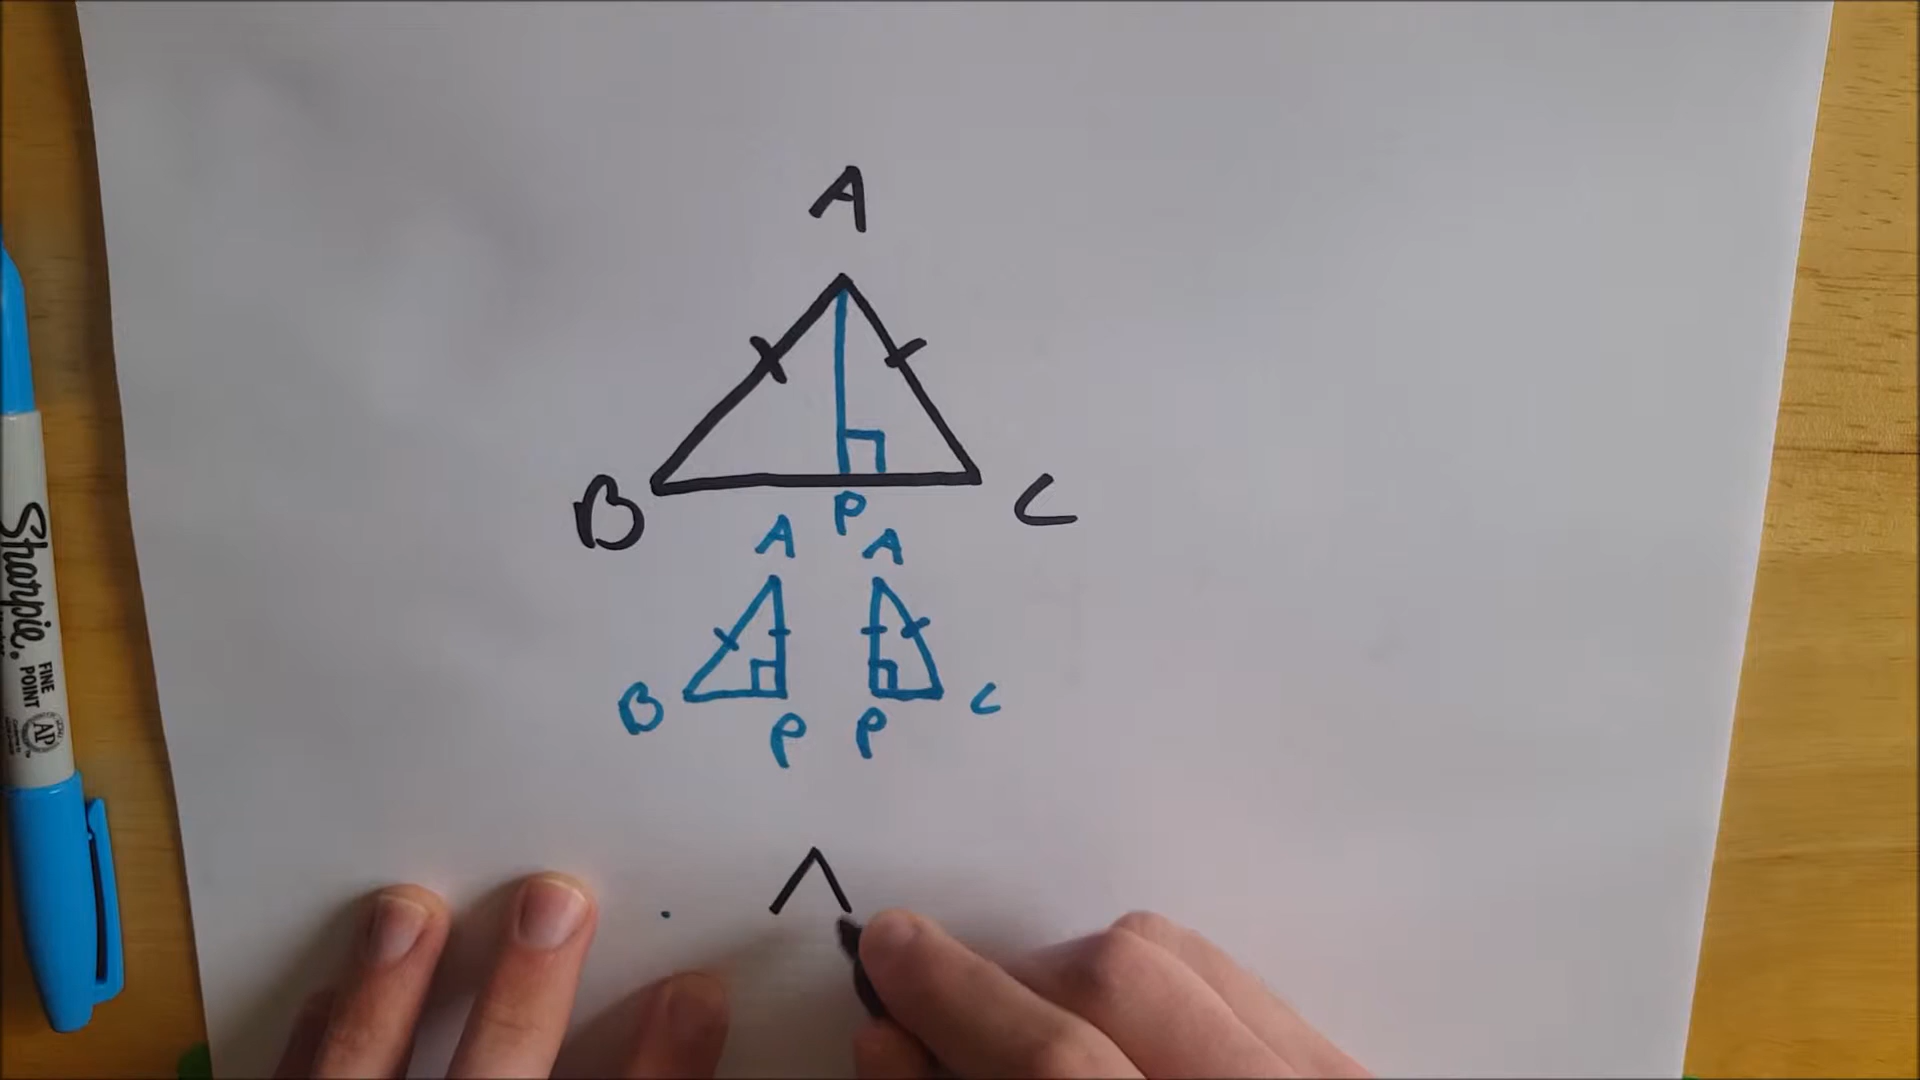 A
B C
P
A A
B C
P P
Sharpie.
FINE
POINT
AP